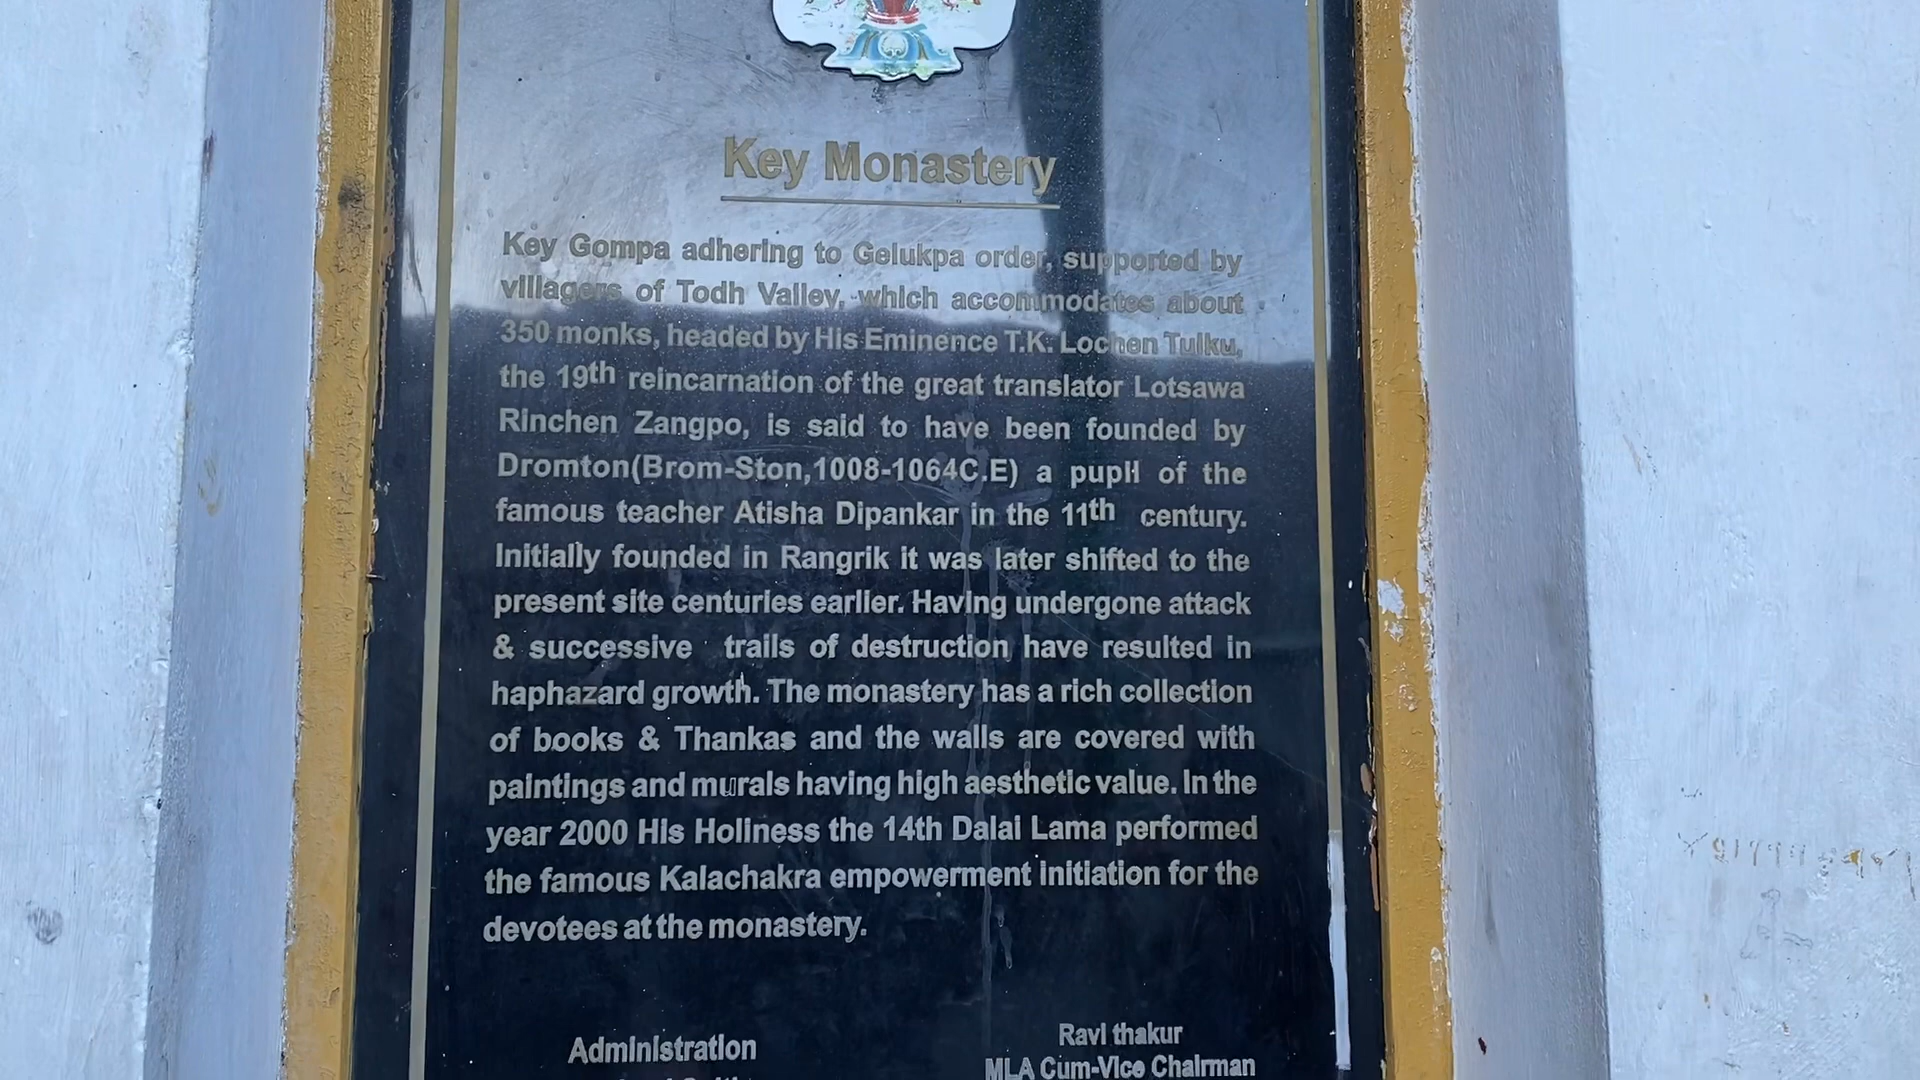 Key Monastery
Key Gompa adhering to Gelukpa order, supported by
villagers of Todh Valley, which accommodates about
350 monks, headed by His Eminence T.K. Lochen Tulku,
the 19th reincarnation of the great translator Lotsawa
Rinchen Zangpo, is said to have been founded by
Dromton(Brom-Ston,1008-1064C.E) a pupil of the
famous teacher Atisha Dipankar in the 11th century.
Initially founded in Rangrik it was later shifted to the
present site centuries earlier. Having undergone attack
& successive trails of destruction have resulted in
haphazard growth. The monastery has a rich collection
of books & Thankas and the walls are covered with
paintings and murals having high aesthetic value. In the
year 2000 His Holiness the 14th Dalai Lama performed
the famous Kalachakra empowerment initiation for the
devotees at the monastery.
Administration
Ravi thakur
MLA Cum-Vice Chairman